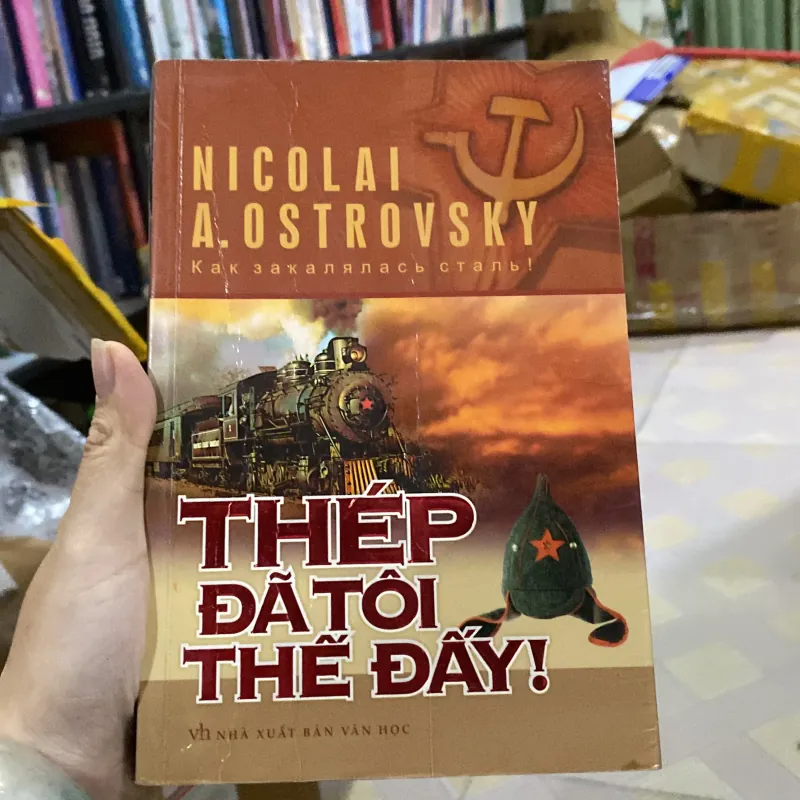 NICOLAI
A. OSTROVSKY
Как закалялась сталь!
THÉP
ĐÃ TÔI
THẾ ĐẤY!
vh NHÀ XUẤT BẢN VĂN HỌC